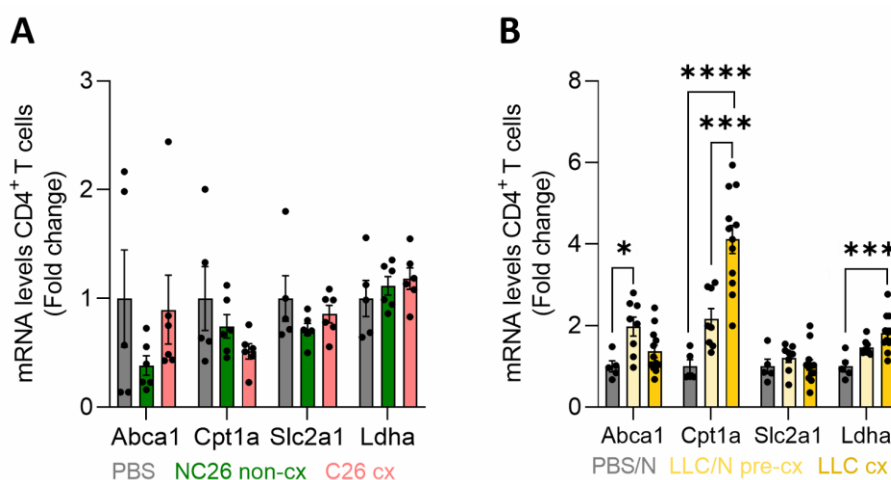 A
mRNA levels CD4+ T cells
(Fold change)
3
2
1
0
Abca1 Cpt1a Slc2a1 Ldha
PBS NC26 non-cx C26 cx
B
mRNA levels CD4+ T cells
(Fold change)
8
6
4
2
0
****
***
*
***
Abca1 Cpt1a Slc2a1 Ldha
PBS/N LLC/N pre-cx LLC cx